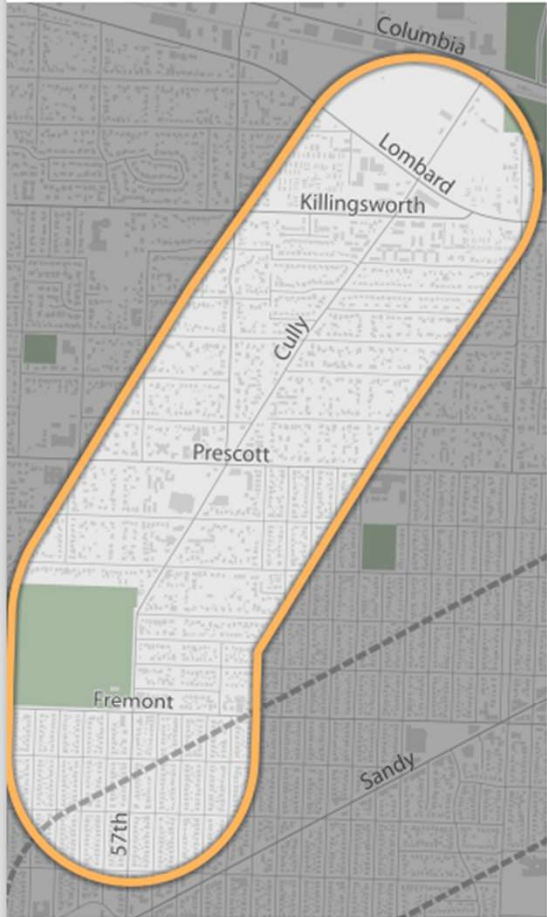 Columbia
Lombard
Killingsworth
Cully
Prescott
Fremont
Sandy
57th